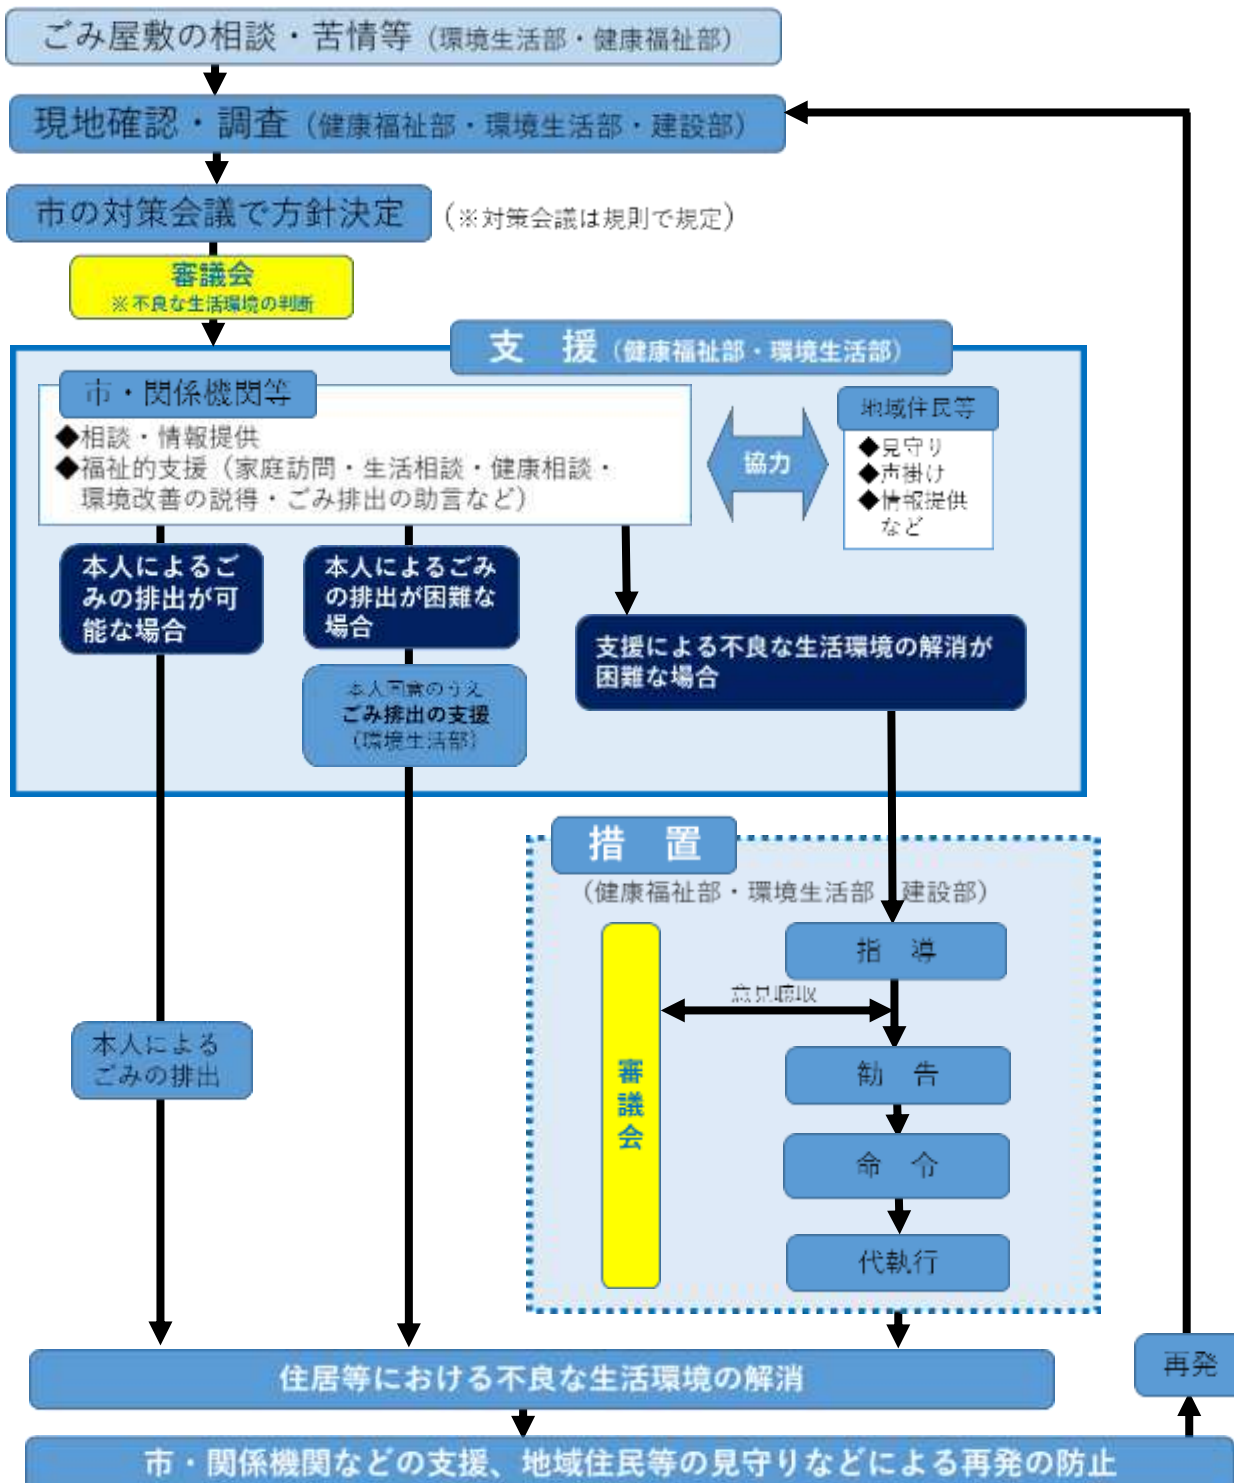 ごみ屋敷の相談・苦情等（環境生活部・健康福祉部）
現地確認・調査（健康福祉部・環境生活部・建設部）
市の対策会議で方針決定
（※対策会議は規則で規定）
審議会
※不良な生活環境の判断
支　援（健康福祉部・環境生活部）
市・関係機関等
◆相談・情報提供
◆福祉的支援（家庭訪問・生活相談・健康相談・
環境改善の説得・ごみ排出の助言など）
協力
地域住民等
◆見守り
◆声掛け
◆情報提供
など
本人によるご
みの排出が可
能な場合
本人によるごみ
の排出が困難な
場合
支援による不良な生活環境の解消が
困難な場合
本人同意のうえ
ごみ排出の支援
（環境生活部）
措　置
（健康福祉部・環境生活部　建設部）
指　導
意見聴取
審議会
勧　告
命　令
代執行
本人による
ごみの排出
住居等における不良な生活環境の解消
再発
市・関係機関などの支援、地域住民等の見守りなどによる再発の防止